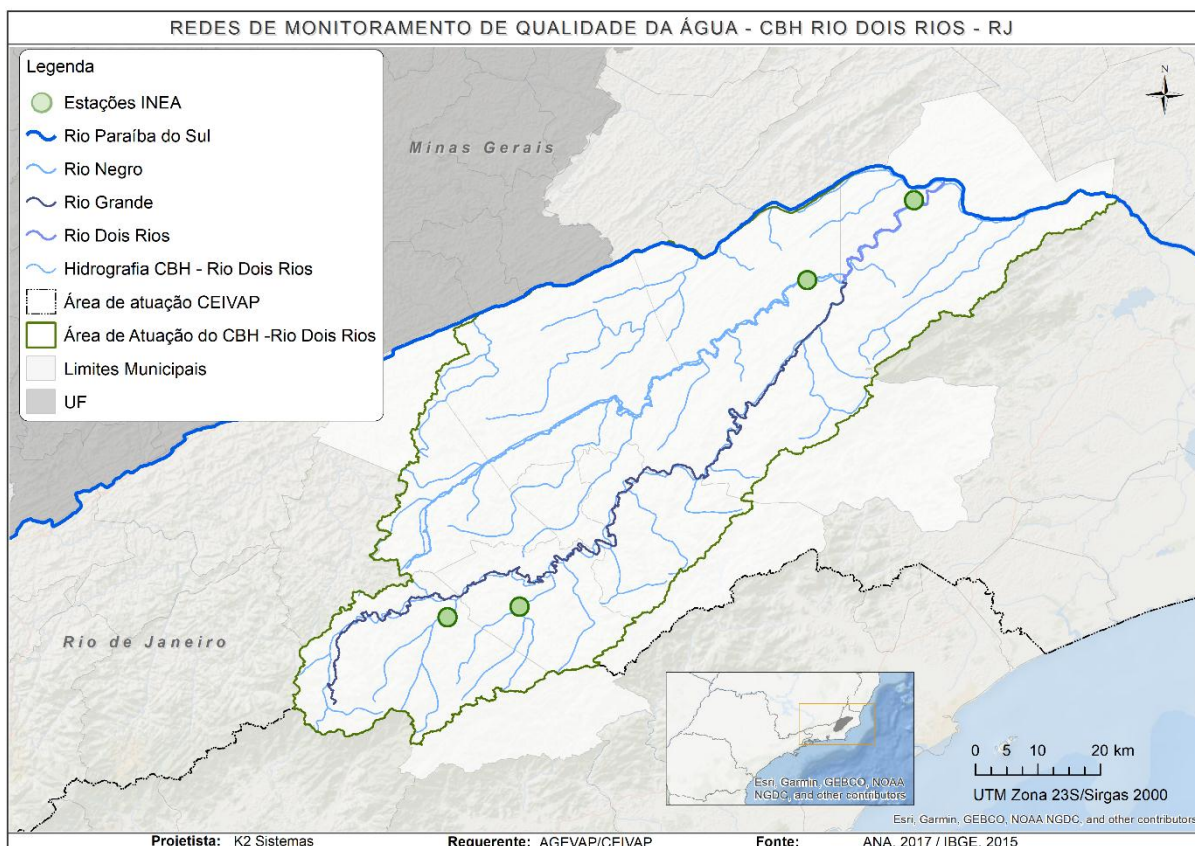 REDES DE MONITORAMENTO DE QUALIDADE DA ÁGUA - CBH RIO DOIS RIOS - RJ
Legenda
Estações INEA
Rio Paraíba do Sul
Rio Negro
Rio Grande
Rio Dois Rios
Hidrografia CBH - Rio Dois Rios
Área de atuação CEIVAP
Área de Atuação do CBH -Rio Dois Rios
Limites Municipais
UF
Minas Gerais
N
Rio de Janeiro
Esri, Garmin, GEBCO, NOAA
NGDC, and other contributors
0 5 10 20 km
UTM Zona 23S/Sirgas 2000
Esri, Garmin, GEBCO, NOAA NGDC, and other contributors
Projetista: K2 Sistemas Requerente: AGEVAP/CEIVAP Fonte: ANA, 2017 / IBGE, 2015